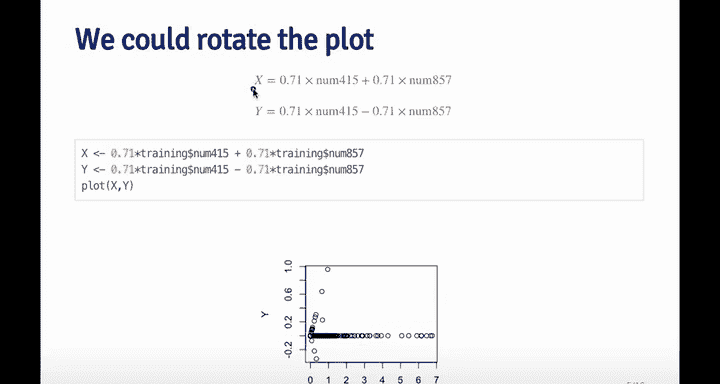 We could rotate the plot
X = 0.71 × num415 + 0.71 × num857
Y = 0.71 × num415 − 0.71 × num857
X <- 0.71*training$num415 + 0.71*training$num857
Y <- 0.71*training$num415 − 0.71*training$num857
plot(X,Y)
1.0
0.6
Y
0.2
-0.2
0 1 2 3 4 5 6 7